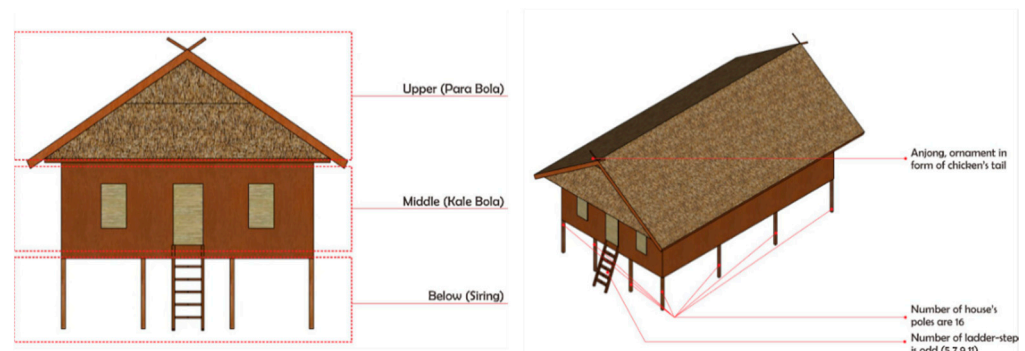 Upper (Para Bola)
Middle (Kale Bola)
Below (Siring)
Anjong, ornament in
form of chicken's tail
Number of house's
poles are 16
Number of ladder-step
is odd (5,7,9,11)